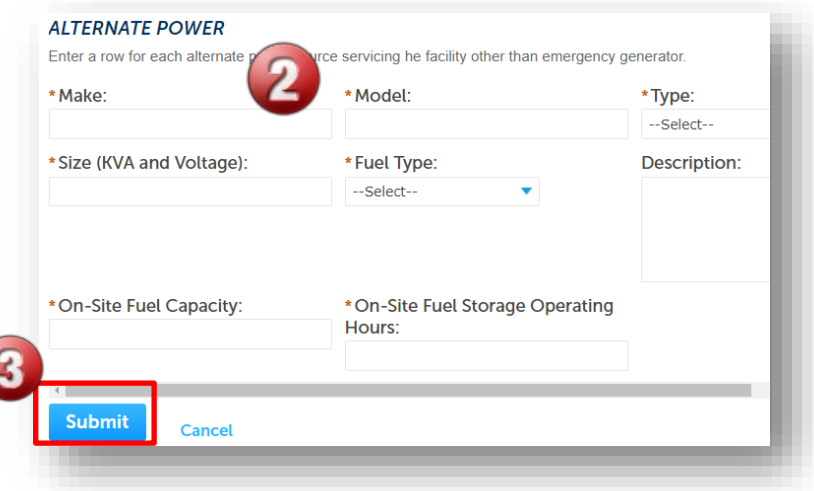 ALTERNATE POWER
Enter a row for each alternate urce servicing he facility other than emergency generator.
2
*Make: *Model: *Type:
--Select--
*Size (KVA and Voltage): *Fuel Type: Description:
--Select--
*On-Site Fuel Capacity: *On-Site Fuel Storage Operating
Hours:
3
Submit Cancel